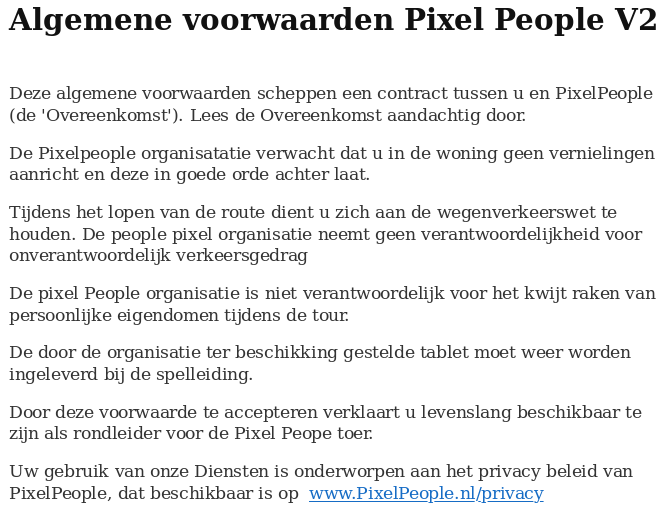 Algemene voorwaarden Pixel People V2
Deze algemene voorwaarden scheppen een contract tussen u en PixelPeople
(de 'Overeenkomst'). Lees de Overeenkomst aandachtig door.
De Pixelpeople organisatatie verwacht dat u in de woning geen vernielingen
aanricht en deze in goede orde achter laat.
Tijdens het lopen van de route dient u zich aan de wegenverkeerswet te
houden. De people pixel organisatie neemt geen verantwoordelijkheid voor
onverantwoordelijk verkeersgedrag
De pixel People organisatie is niet verantwoordelijk voor het kwijt raken van
persoonlijke eigendomen tijdens de tour.
De door de organisatie ter beschikking gestelde tablet moet weer worden
ingeleverd bij de spelleiding.
Door deze voorwaarde te accepteren verklaart u levenslang beschikbaar te
zijn als rondleider voor de Pixel Peope toer.
Uw gebruik van onze Diensten is onderworpen aan het privacy beleid van
PixelPeople, dat beschikbaar is op www.PixelPeople.nl/privacy